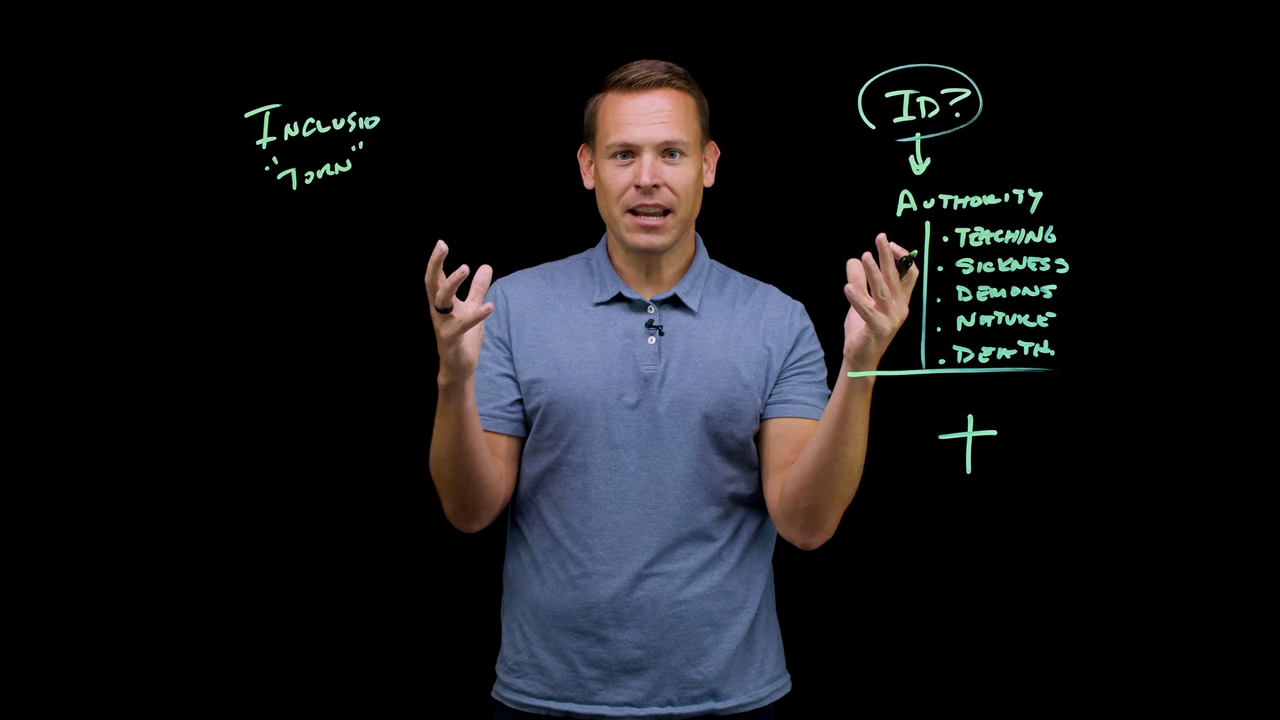 INCLUSIO
"TORN"
ID?
AUTHORITY
• TEACHING
• SICKNESS
• DEMONS
• NATURE
• DEATH